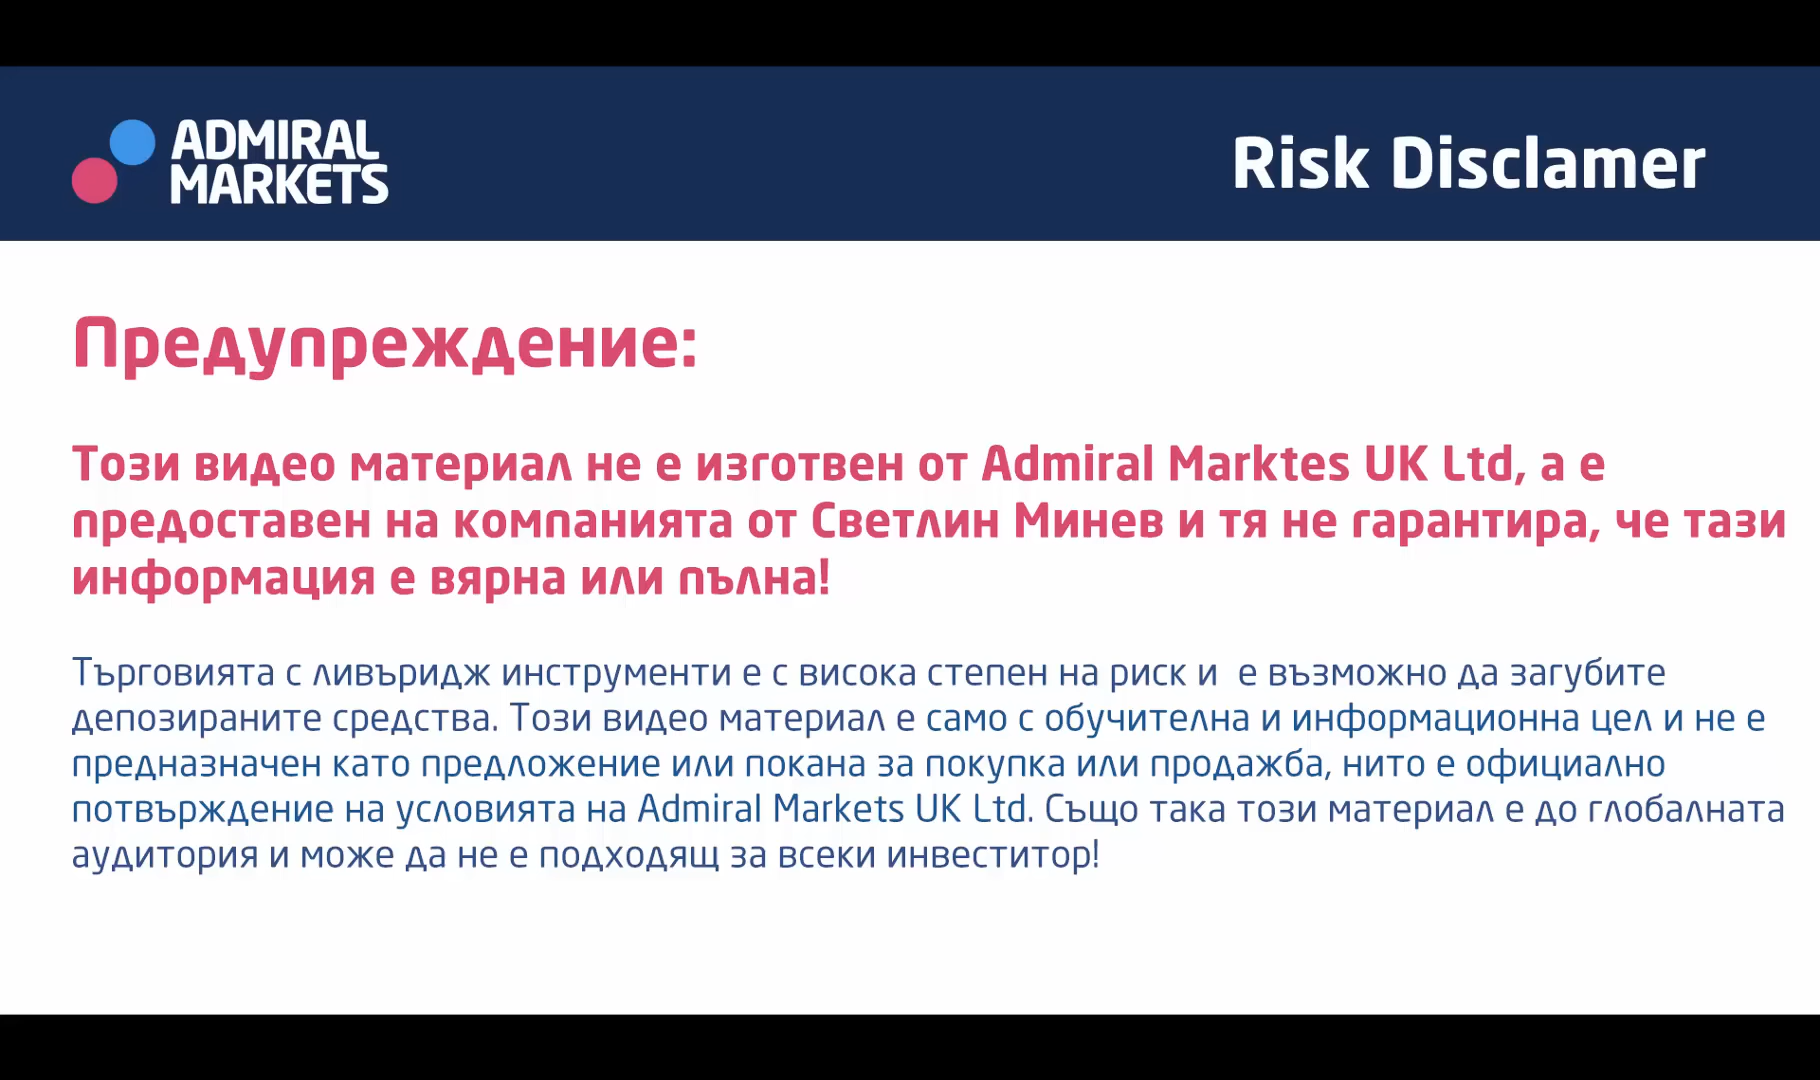 ADMIRAL
MARKETS
Risk Disclamer
Предупреждение:
Този видео материал не е изготвен от Admiral Marktes UK Ltd, а е
предоставен на компанията от Светлин Минев и тя не гарантира, че тази
информация е вярна или пълна!
Търговията с ливъридж инструменти е с висока степен на риск и  е възможно да загубите
депозираните средства. Този видео материал е само с обучителна и информационна цел и не е
предназначен като предложение или покана за покупка или продажба, нито е официално
потвърждение на условията на Admiral Markets UK Ltd. Също така този материал е до глобалната
аудитория и може да не е подходящ за всеки инвеститор!